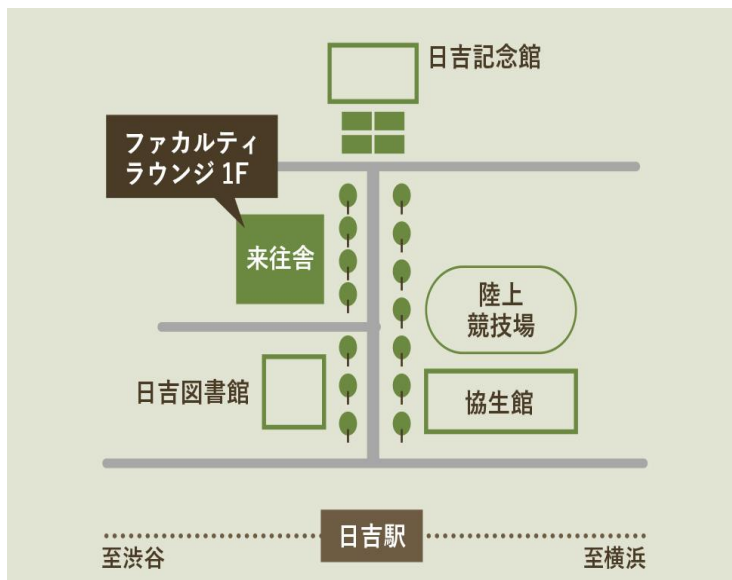 日吉記念館
ファカルティ
ラウンジ 1F
来往舎
陸上
競技場
日吉図書館
協生館
日吉駅
至渋谷
至横浜